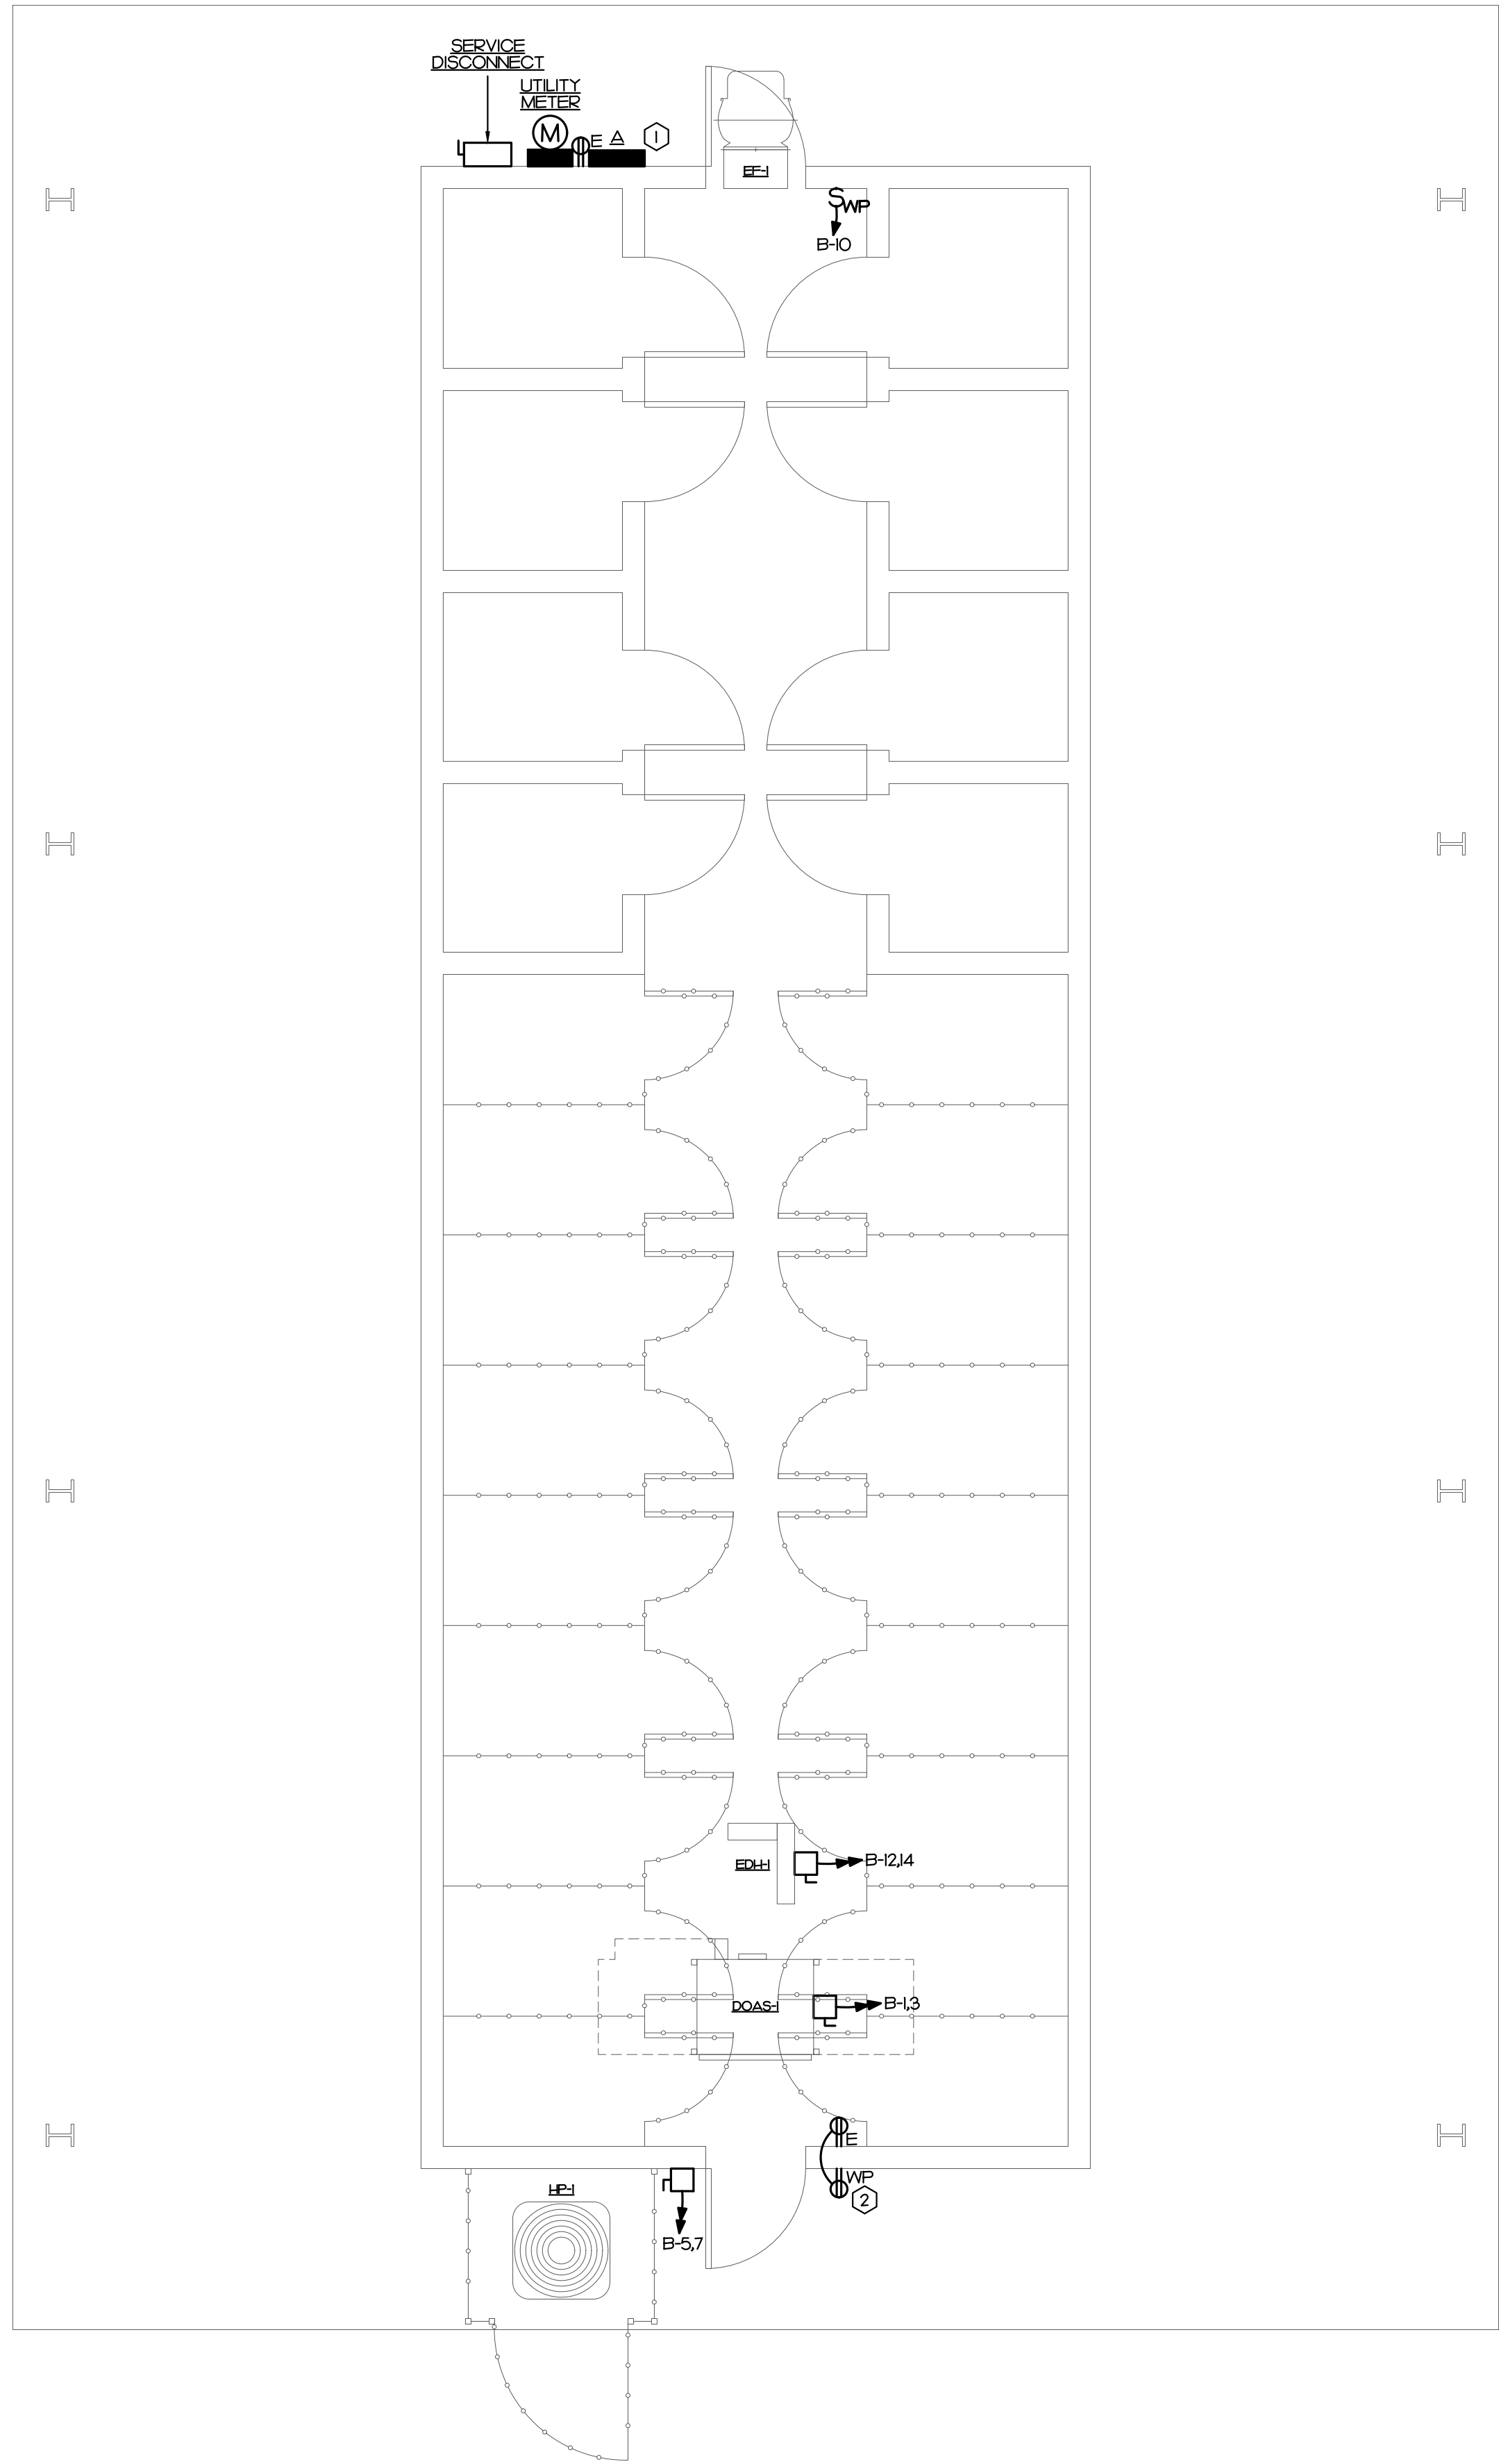 SERVICE
DISCONNECT
UTILITY
METER
M
E
A
1
EF-1
S WP
B-10
EDH-1
B-12,14
DOAS-1
B-1,3
E
WP
2
HP-1
B-5,7